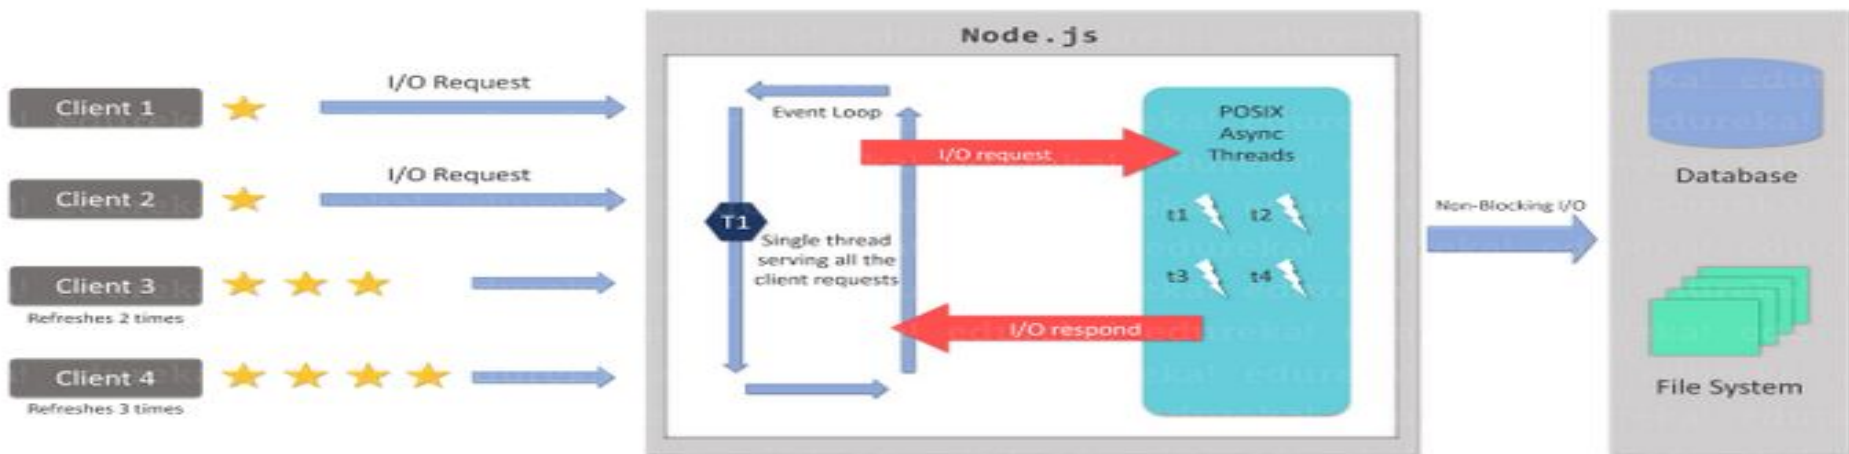 Node.js
Client 1
I/O Request
Client 2
I/O Request
Client 3
Refreshes 2 times
Client 4
Refreshes 3 times
Event Loop
I/O request
T1
Single thread
serving all the
client requests
I/O respond
POSIX
Async
Threads
t1
t2
t3
t4
Non-Blocking I/O
Database
File System